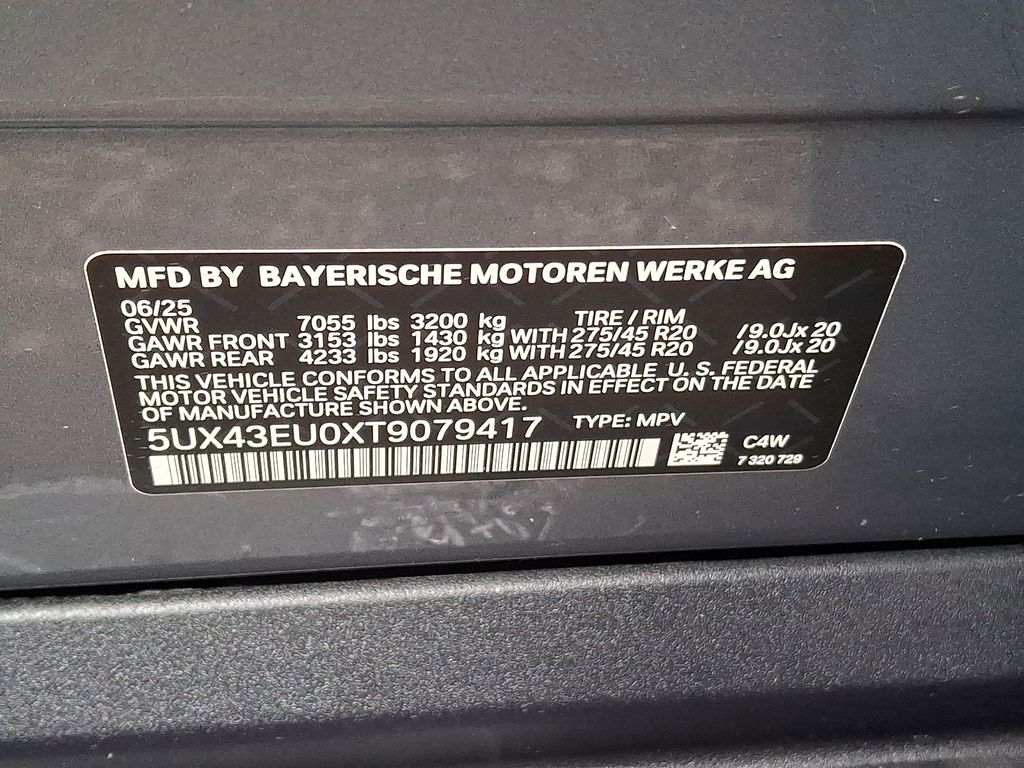 MFD BY BAYERISCHE MOTOREN WERKE AG
06/25 TIRE / RIM
GVWR 7055 lbs 3200 kg
GAWR FRONT 3153 lbs 1430 kg WITH 275/45 R20 / 9.0Jx 20
GAWR REAR 4233 lbs 1920 kg WITH 275/45 R20 / 9.0Jx 20
THIS VEHICLE CONFORMS TO ALL APPLICABLE U. S. FEDERAL
MOTOR VEHICLE SAFETY STANDARDS IN EFFECT ON THE DATE
OF MANUFACTURE SHOWN ABOVE.
5UX43EU0XT9079417 TYPE: MPV
C4W
7 320 729